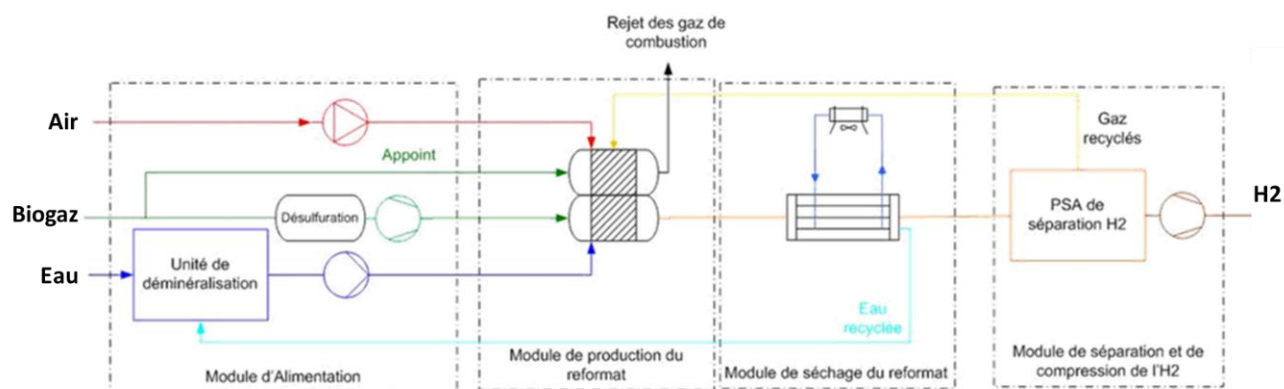 Rejet des gaz de
combustion
Air
Appoint
Gaz
recyclés
Biogaz
Désulfuration
PSA de
séparation H2
H2
Eau
Unité de
déminéralisation
Eau
recyclée
Module d'Alimentation
Module de production du
reformat
Module de séchage du reformat
Module de séparation et de
compression de l'H2